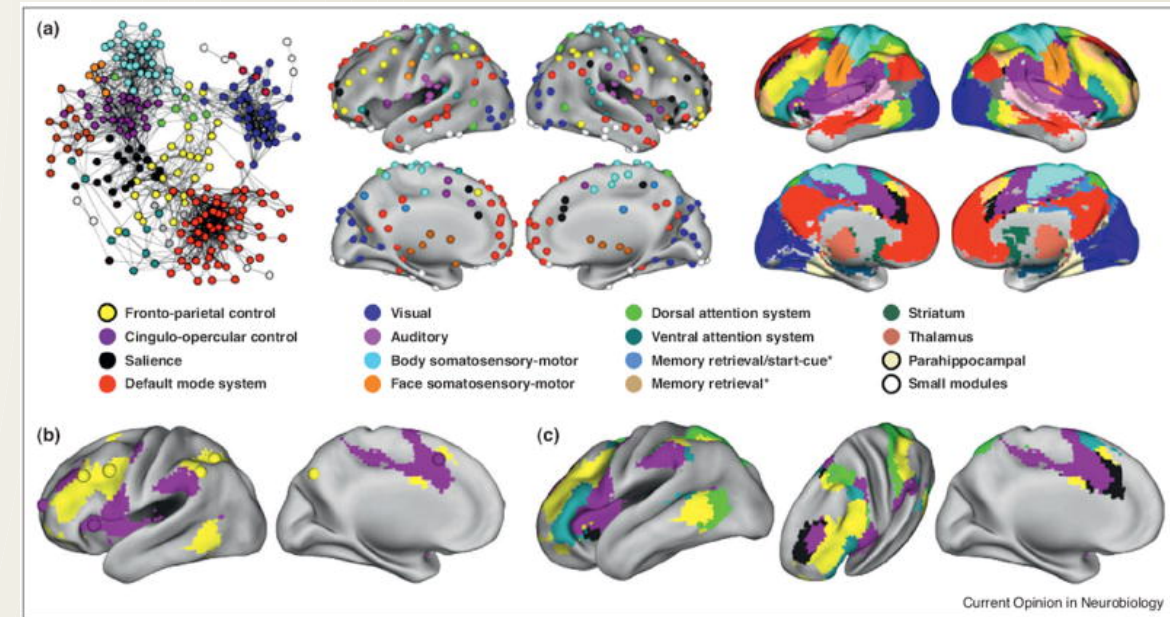 (a)
Fronto-parietal control
Visual
Dorsal attention system
Striatum
Cingulo-opercular control
Auditory
Ventral attention system
Thalamus
Salience
Body somatosensory-motor
Memory retrieval/start-cue*
Parahippocampal
Default mode system
Face somatosensory-motor
Memory retrieval*
Small modules
(b)
(c)
Current Opinion in Neurobiology